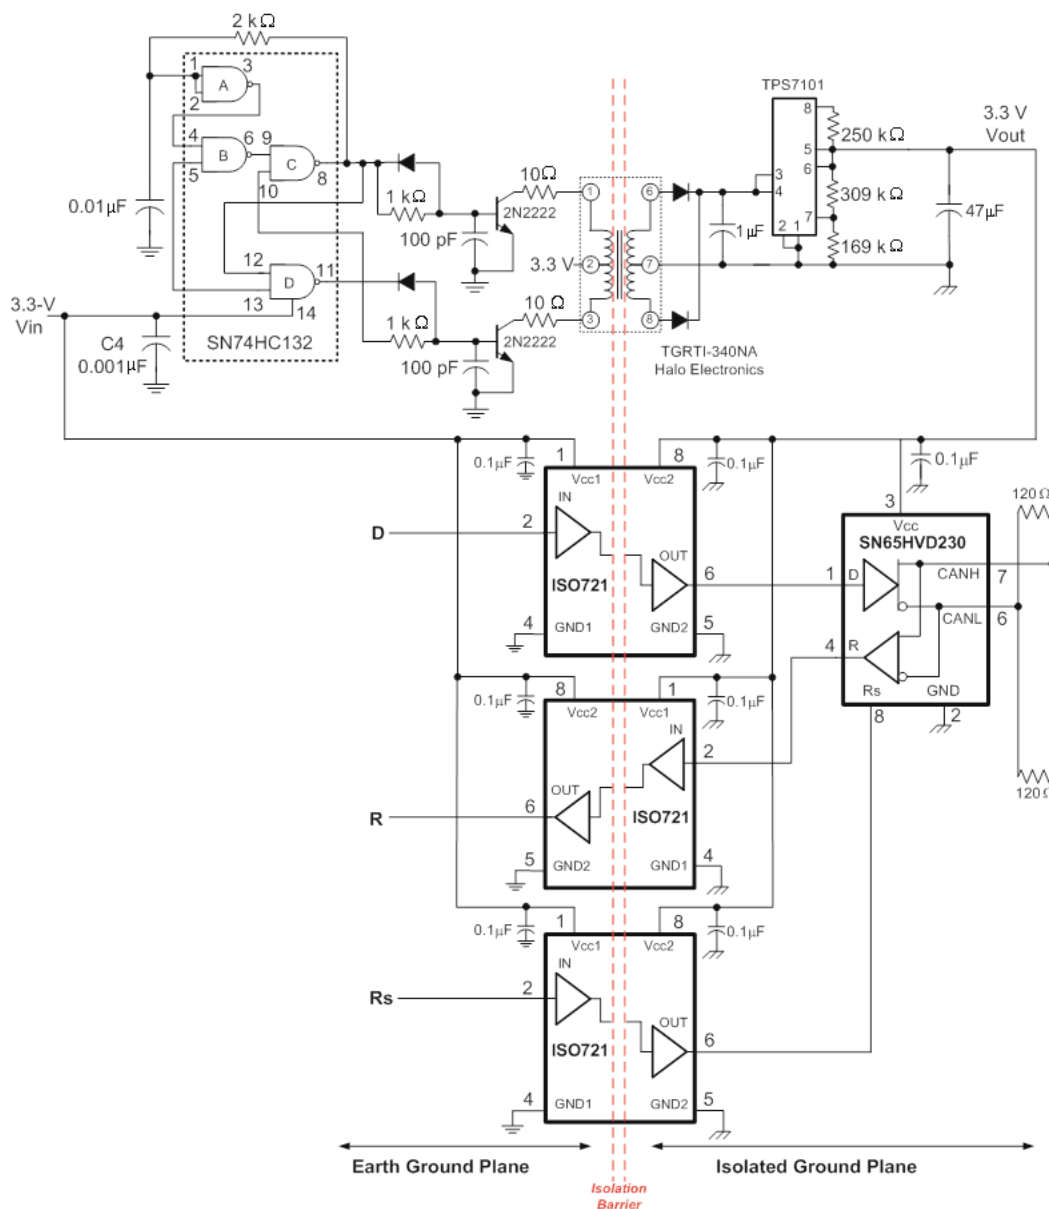 2 kΩ
1
3
A
2
4
B
5
6
9
C
10
8
0.01µF
1 kΩ
100 pF
2N2222
10Ω
12
D
11
13
14
SN74HC132
3.3-V
Vin
C4
0.001µF
1 kΩ
100 pF
2N2222
10 Ω
3.3 V
1
2
3
6
7
8
TGRTI-340NA
Halo Electronics
1µF
TPS7101
8
5
6
3
4
7
2
1
250 kΩ
309 kΩ
169 kΩ
3.3 V
Vout
47µF
0.1µF
1
Vcc1
8
Vcc2
0.1µF
0.1µF
D
2
IN
OUT
6
ISO721
4
GND1
GND2
5
3
Vcc
SN65HVD230
1
D
CANH
7
CANL
6
4
R
Rs
GND
8
2
120Ω
120Ω
0.1µF
8
Vcc2
1
Vcc1
0.1µF
IN
2
OUT
6
R
ISO721
5
GND2
GND1
4
0.1µF
1
Vcc1
8
Vcc2
0.1µF
Rs
2
IN
OUT
6
ISO721
4
GND1
GND2
5
Earth Ground Plane
Isolated Ground Plane
Isolation
Barrier